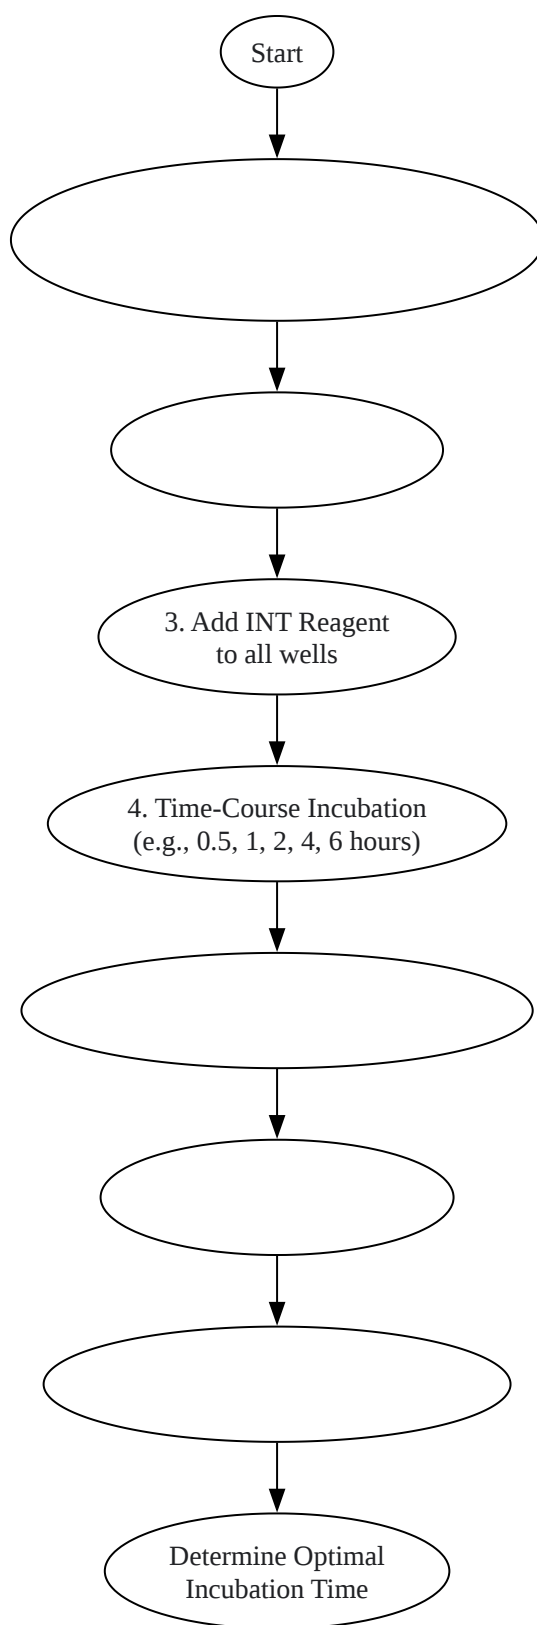 Start
3. Add INT Reagent
to all wells
4. Time-Course Incubation
(e.g., 0.5, 1, 2, 4, 6 hours)
Determine Optimal
Incubation Time